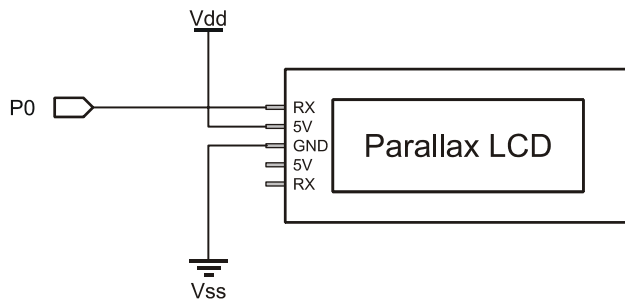 Vdd
P0
RX
5V
GND
5V
RX
Parallax LCD
Vss